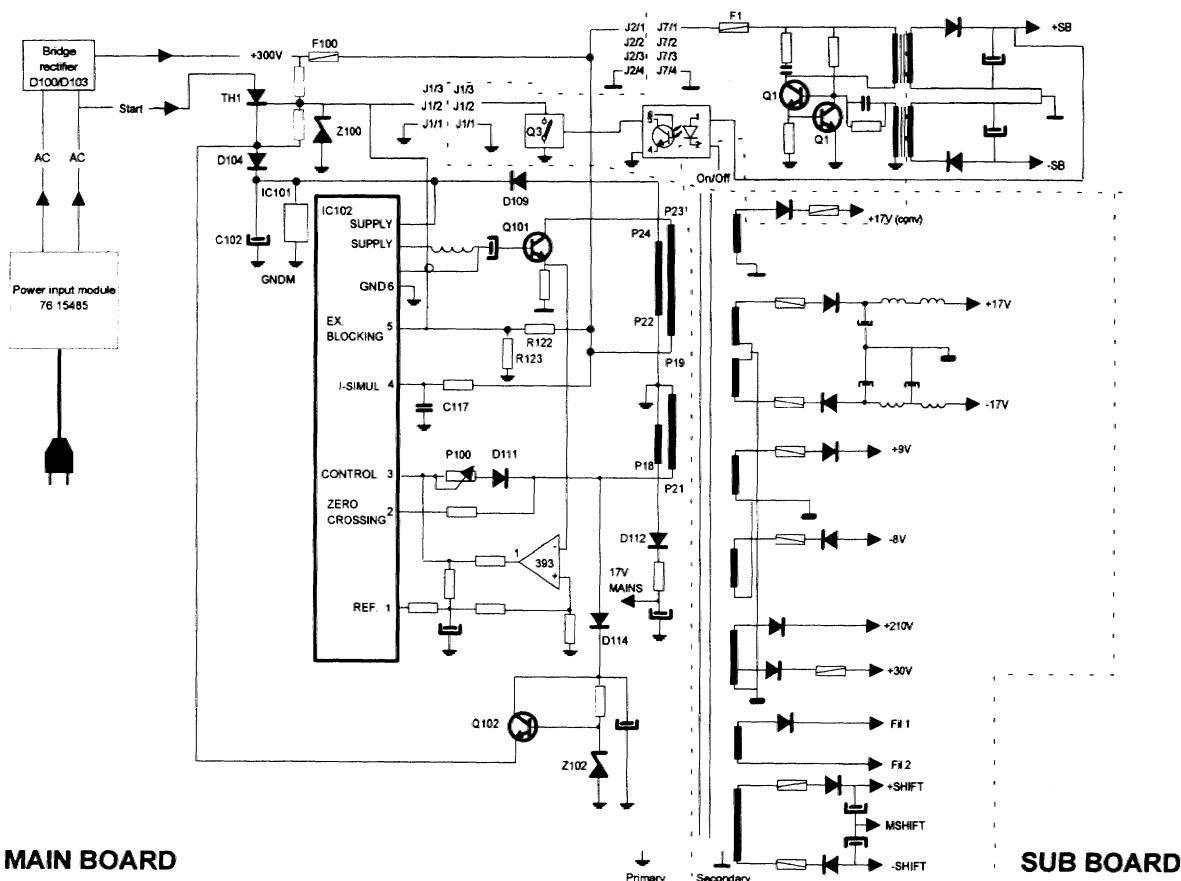 Bridge
rectifier
D100/D103
+300V
F100
J2/1 J7/1
J2/2 J7/2
J2/3 J7/3
J2/4 J7/4
F1
+SB
Start
TH1
J1/3 J1/3
J1/2 J1/2
J1/1 J1/1
Z100
Q3
6
5
4
1
2
Q1
Q1
On/Off
-SB
AC
AC
D104
IC101
C102
GNDM
D109
IC102
SUPPLY
SUPPLY
GND 6
Q101
P24
P23
+17V (conv)
Power input module
76 15485
EX.
BLOCKING 5
R122
R123
P22
P19
+17V
-17V
I-SIMUL 4
C117
CONTROL 3
P100
D111
P18
P21
+9V
ZERO
CROSSING 2
1
393
-
+
D112
17V
MAINS
-8V
REF. 1
D114
+210V
+30V
Q102
Z102
Fil 1
Fil 2
+SHIFT
MSHIFT
-SHIFT
MAIN BOARD
Primary
Secondary
SUB BOARD